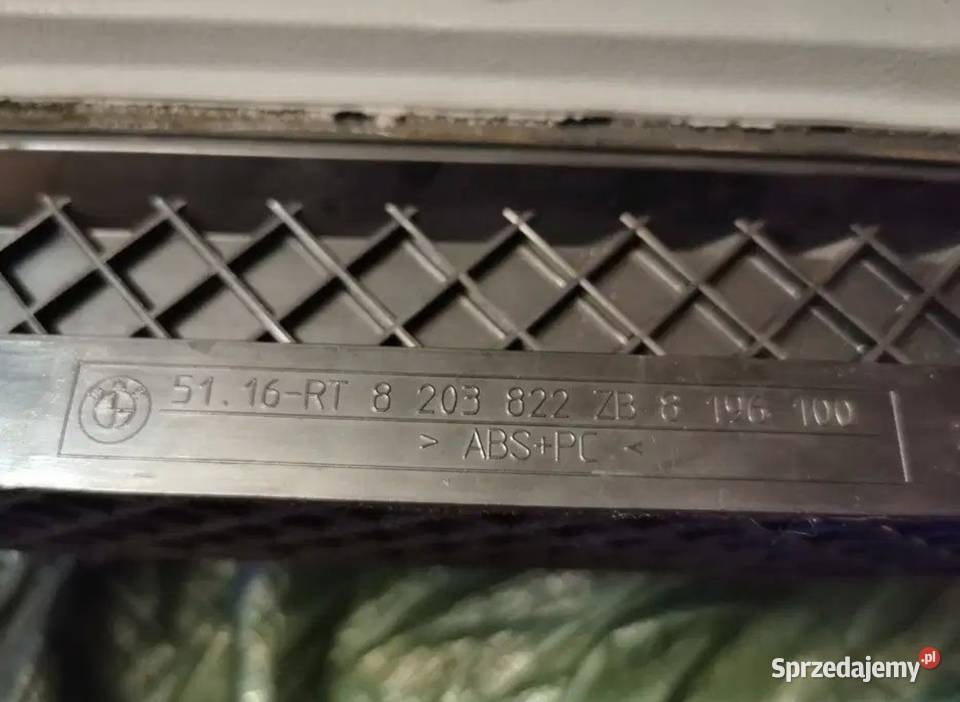 51.16-RT 8 203 822 ZB 8 196 100
> ABS+PC <
Sprzedajemy.pl